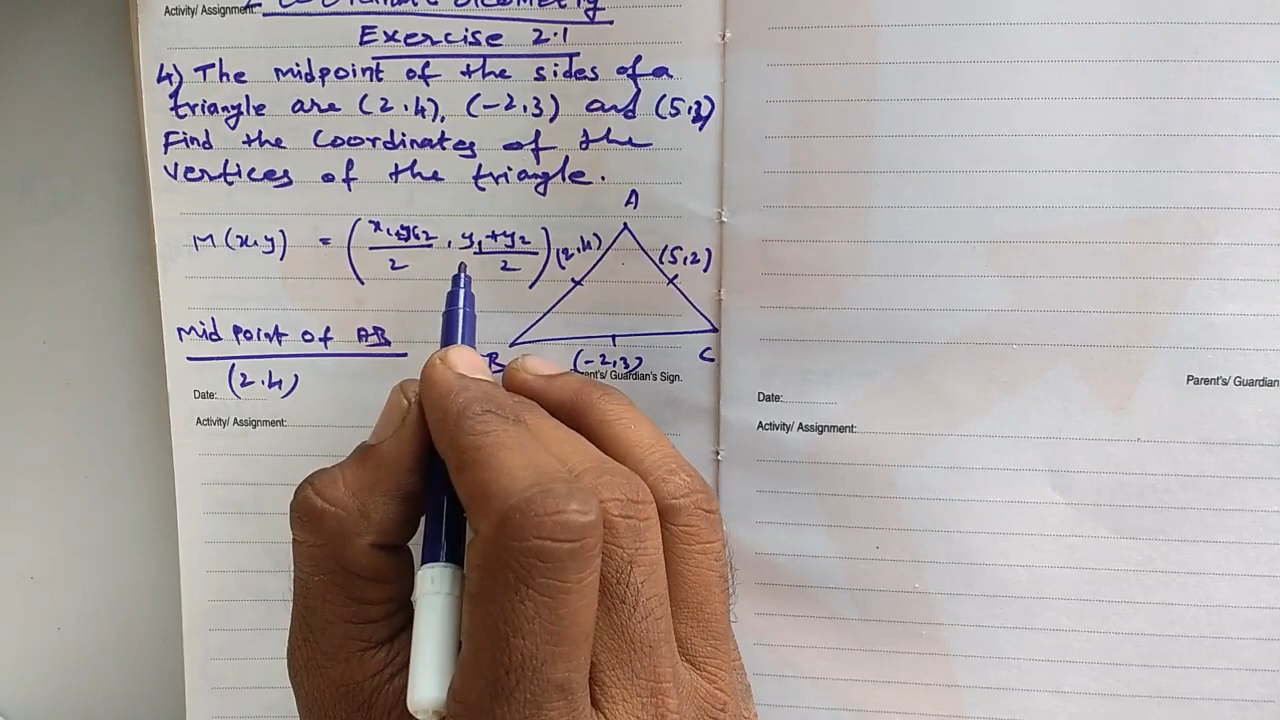 Activity/ Assignment: Coordinate Geometry
Exercise 2.1
4) The midpoint of the sides of a
triangle are (2,4), (-2,3) and (5,2)
Find the coordinates of the
vertices of the triangle.
A
M(x,y) = (x1+x2/2, y1+y2/2) (2,4) (5,2)
Mid point of AB
B (-2,3) C
(2,4)
Parent's/ Guardian's Sign.
Date:
Activity/ Assignment:
Parent's/ Guardian
Date:
Activity/ Assignment: